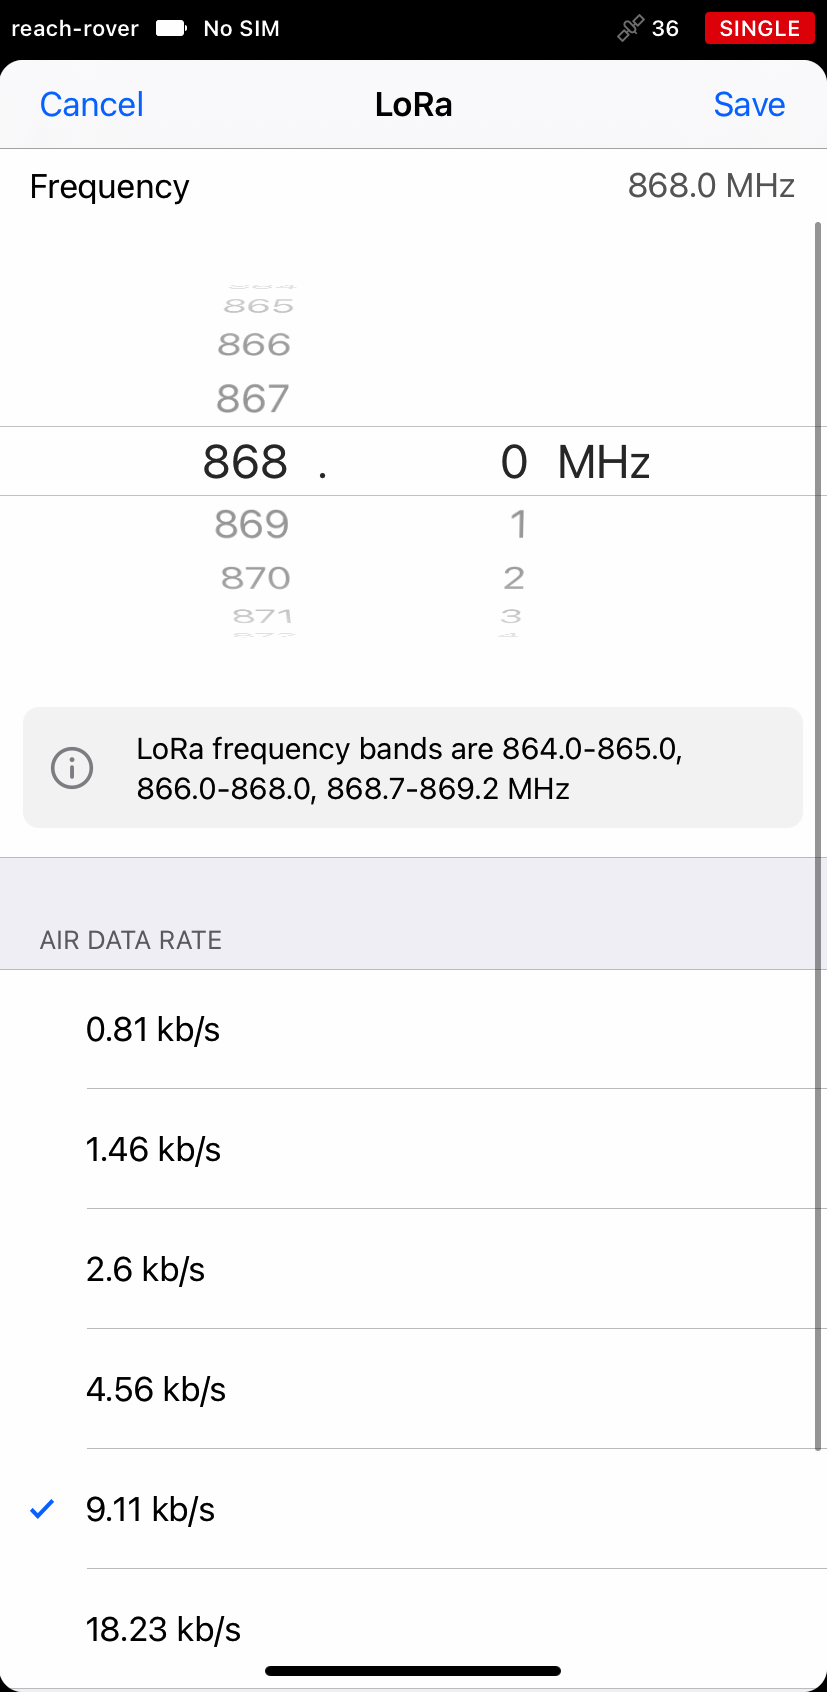 reach-rover No SIM 36 SINGLE
Cancel LoRa Save
Frequency 868.0 MHz
865
866
867
868 . 0 MHz
869 1
870 2
871 3
LoRa frequency bands are 864.0-865.0,
866.0-868.0, 868.7-869.2 MHz
AIR DATA RATE
0.81 kb/s
1.46 kb/s
2.6 kb/s
4.56 kb/s
9.11 kb/s
18.23 kb/s